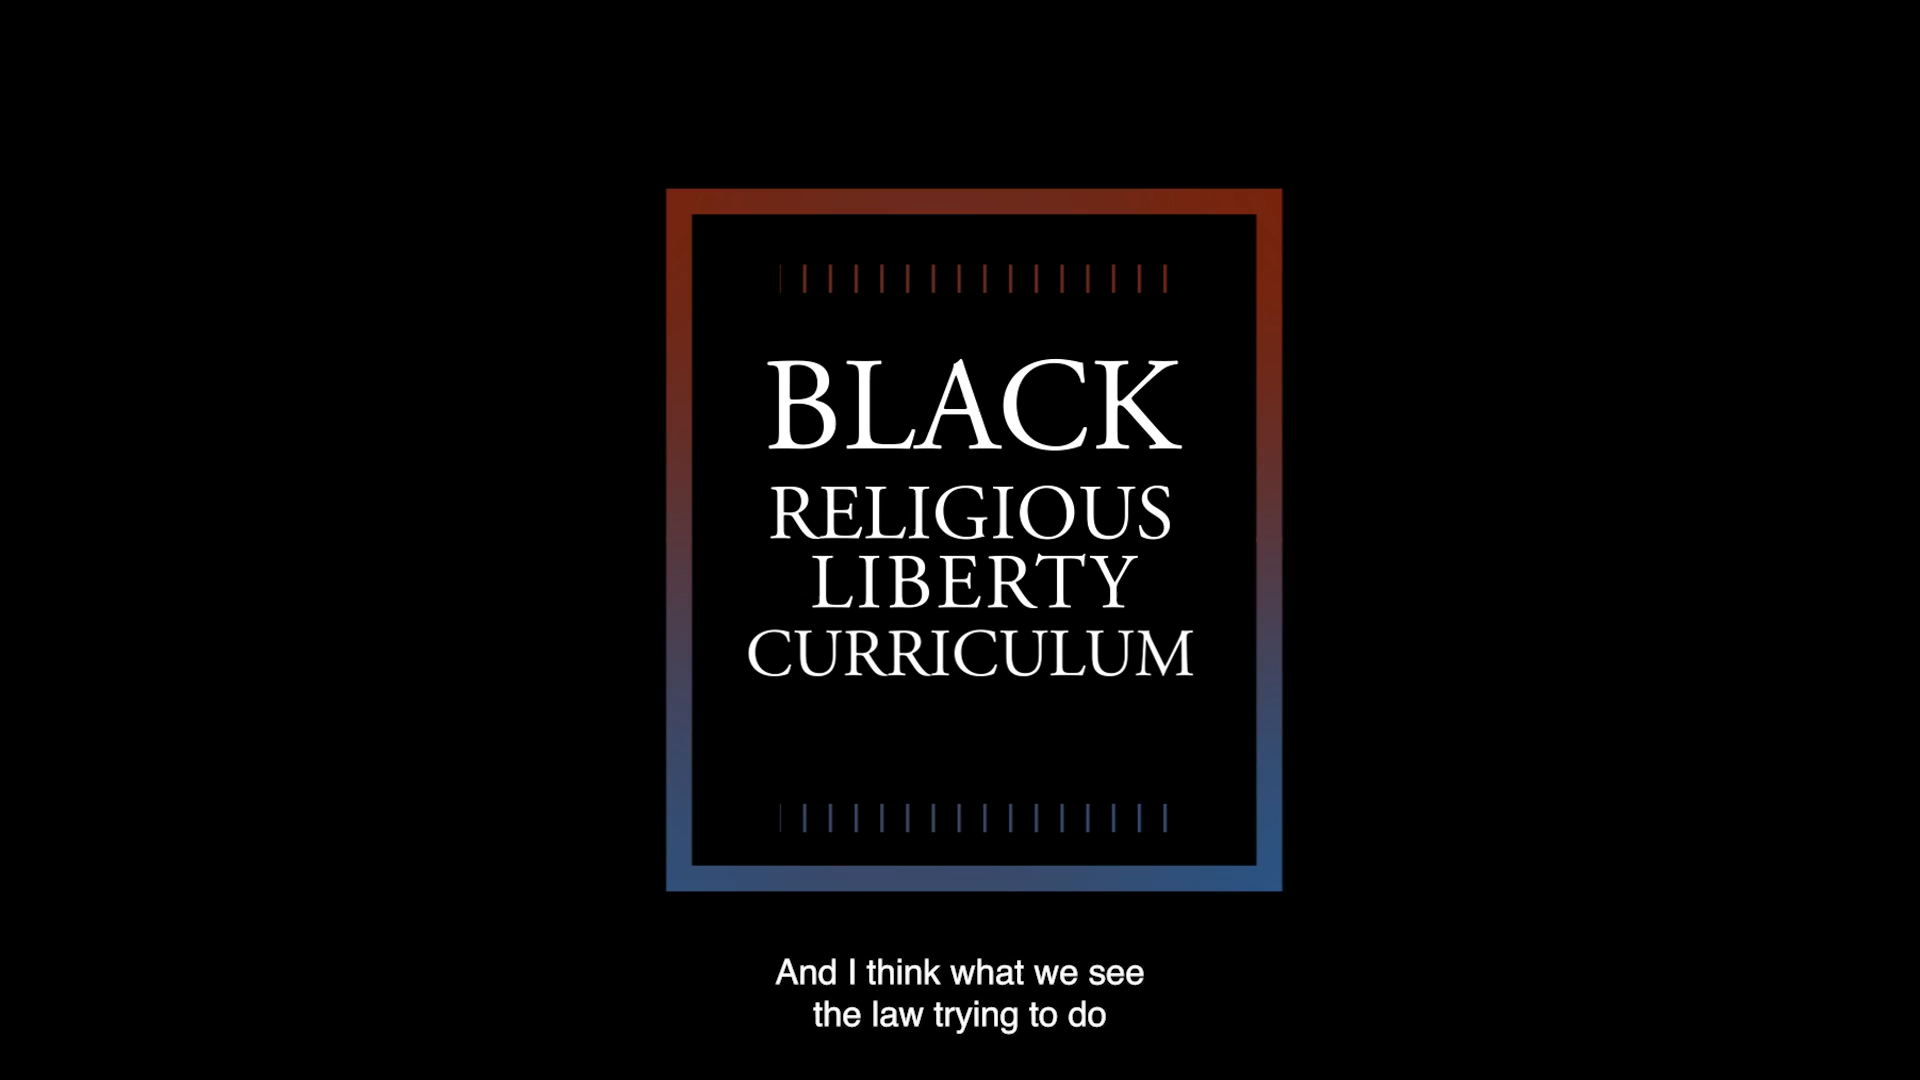 BLACK
RELIGIOUS
LIBERTY
CURRICULUM
And I think what we see
the law trying to do